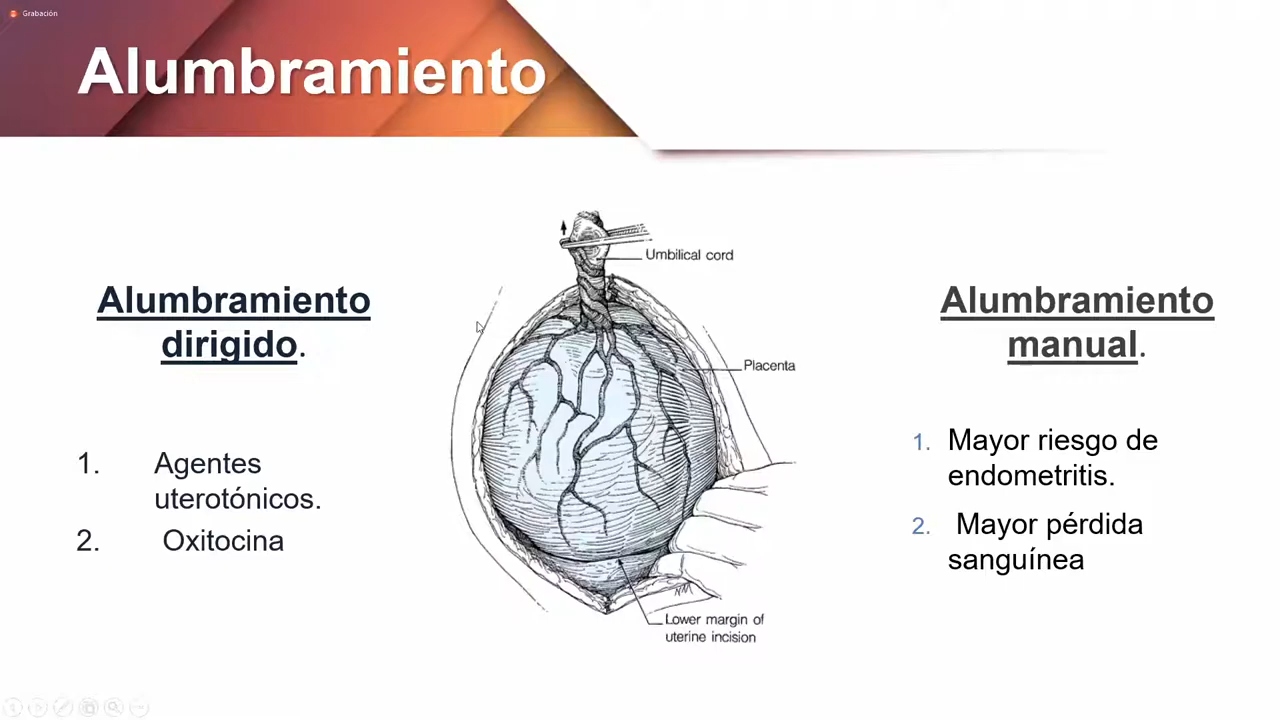 Grabación
Alumbramiento
Alumbramiento
dirigido.
1. Agentes
uterotónicos.
2. Oxitocina
Umbilical cord
Placenta
Lower margin of
uterine incision
Alumbramiento
manual.
1. Mayor riesgo de
endometritis.
2. Mayor pérdida
sanguínea